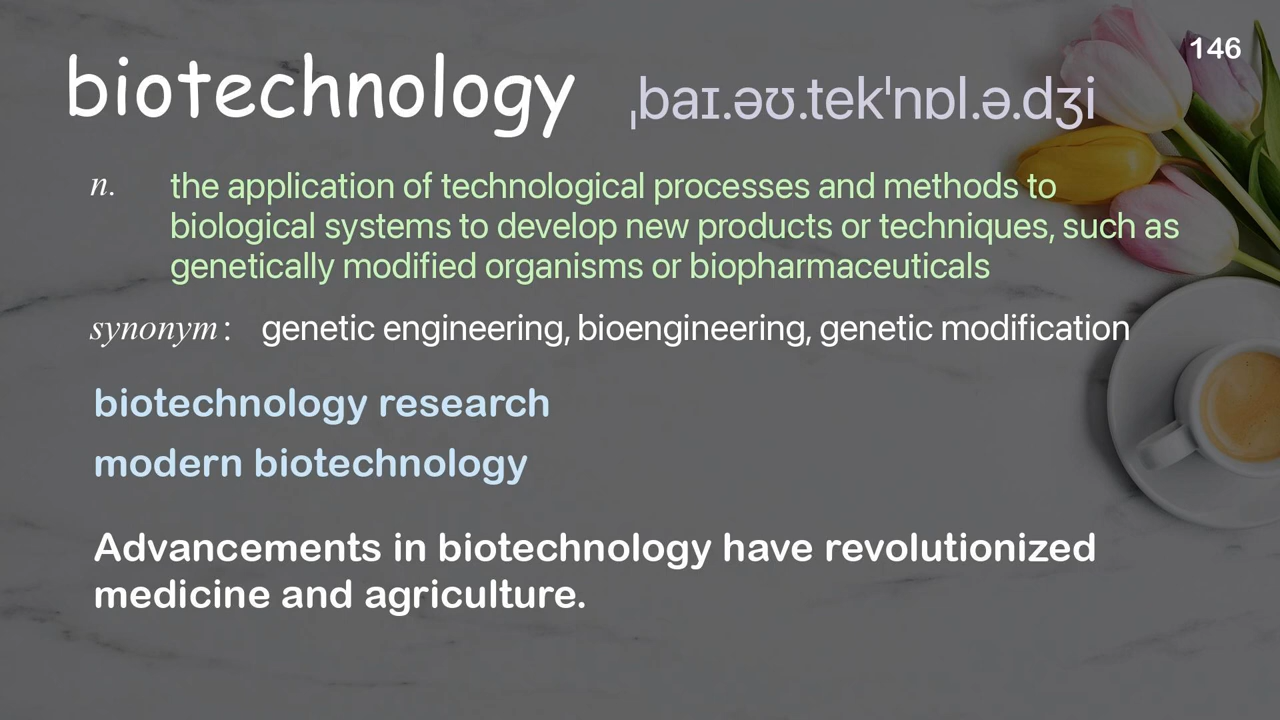 146
biotechnology ˌbaɪ.əʊ.tekˈnɒl.ə.dʒi
n. the application of technological processes and methods to
biological systems to develop new products or techniques, such as
genetically modified organisms or biopharmaceuticals
synonym: genetic engineering, bioengineering, genetic modification
biotechnology research
modern biotechnology
Advancements in biotechnology have revolutionized
medicine and agriculture.